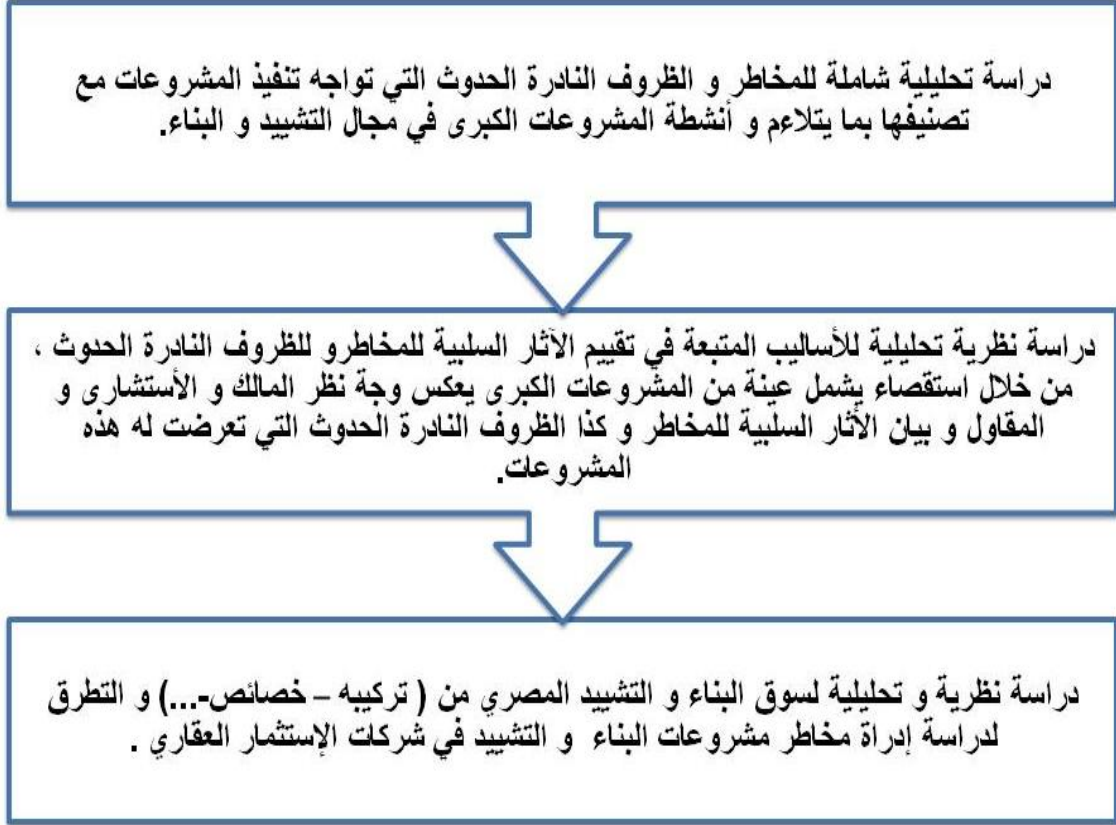 دراسة تحليلية شاملة للمخاطر و الظروف النادرة الحدوث التي تواجه تنفيذ المشروعات مع
تصنيفها بما يتلاءم و أنشطة المشروعات الكبرى في مجال التشييد و البناء.
دراسة نظرية تحليلية للأساليب المتبعة في تقييم الآثار السلبية للمخاطرو للظروف النادرة الحدوث ،
من خلال استقصاء يشمل عينة من المشروعات الكبرى يعكس وجة نظر المالك و الأستشارى و
المقاول و بيان الأثار السلبية للمخاطر و كذا الظروف النادرة الحدوث التي تعرضت له هذه
المشروعات.
دراسة نظرية و تحليلية لسوق البناء و التشييد المصري من ( تركيبه – خصائص-...) و التطرق
لدراسة إدراة مخاطر مشروعات البناء و التشييد في شركات الإستثمار العقاري .